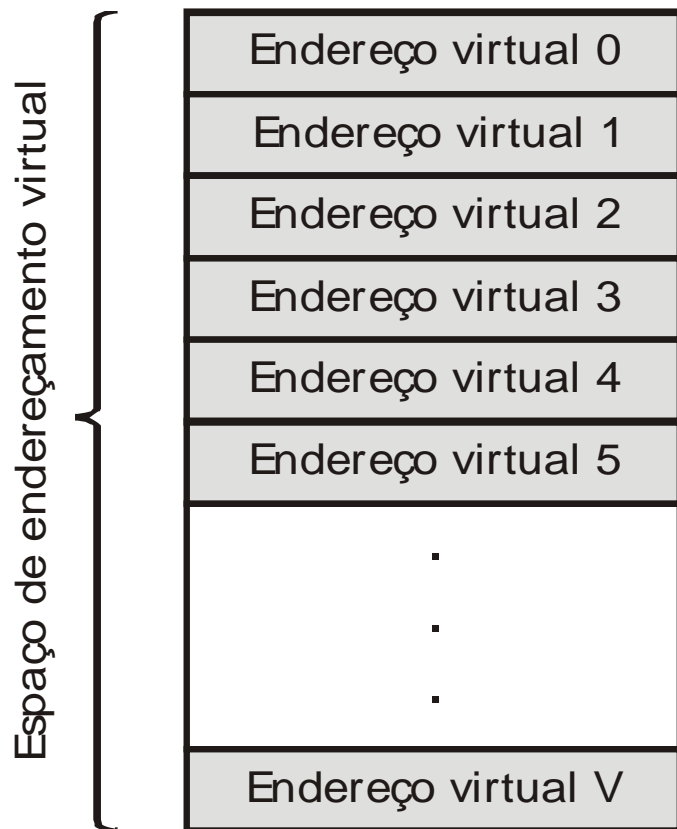 Espaço de endereçamento virtual
Endereço virtual 0
Endereço virtual 1
Endereço virtual 2
Endereço virtual 3
Endereço virtual 4
Endereço virtual 5
.
.
.
Endereço virtual V